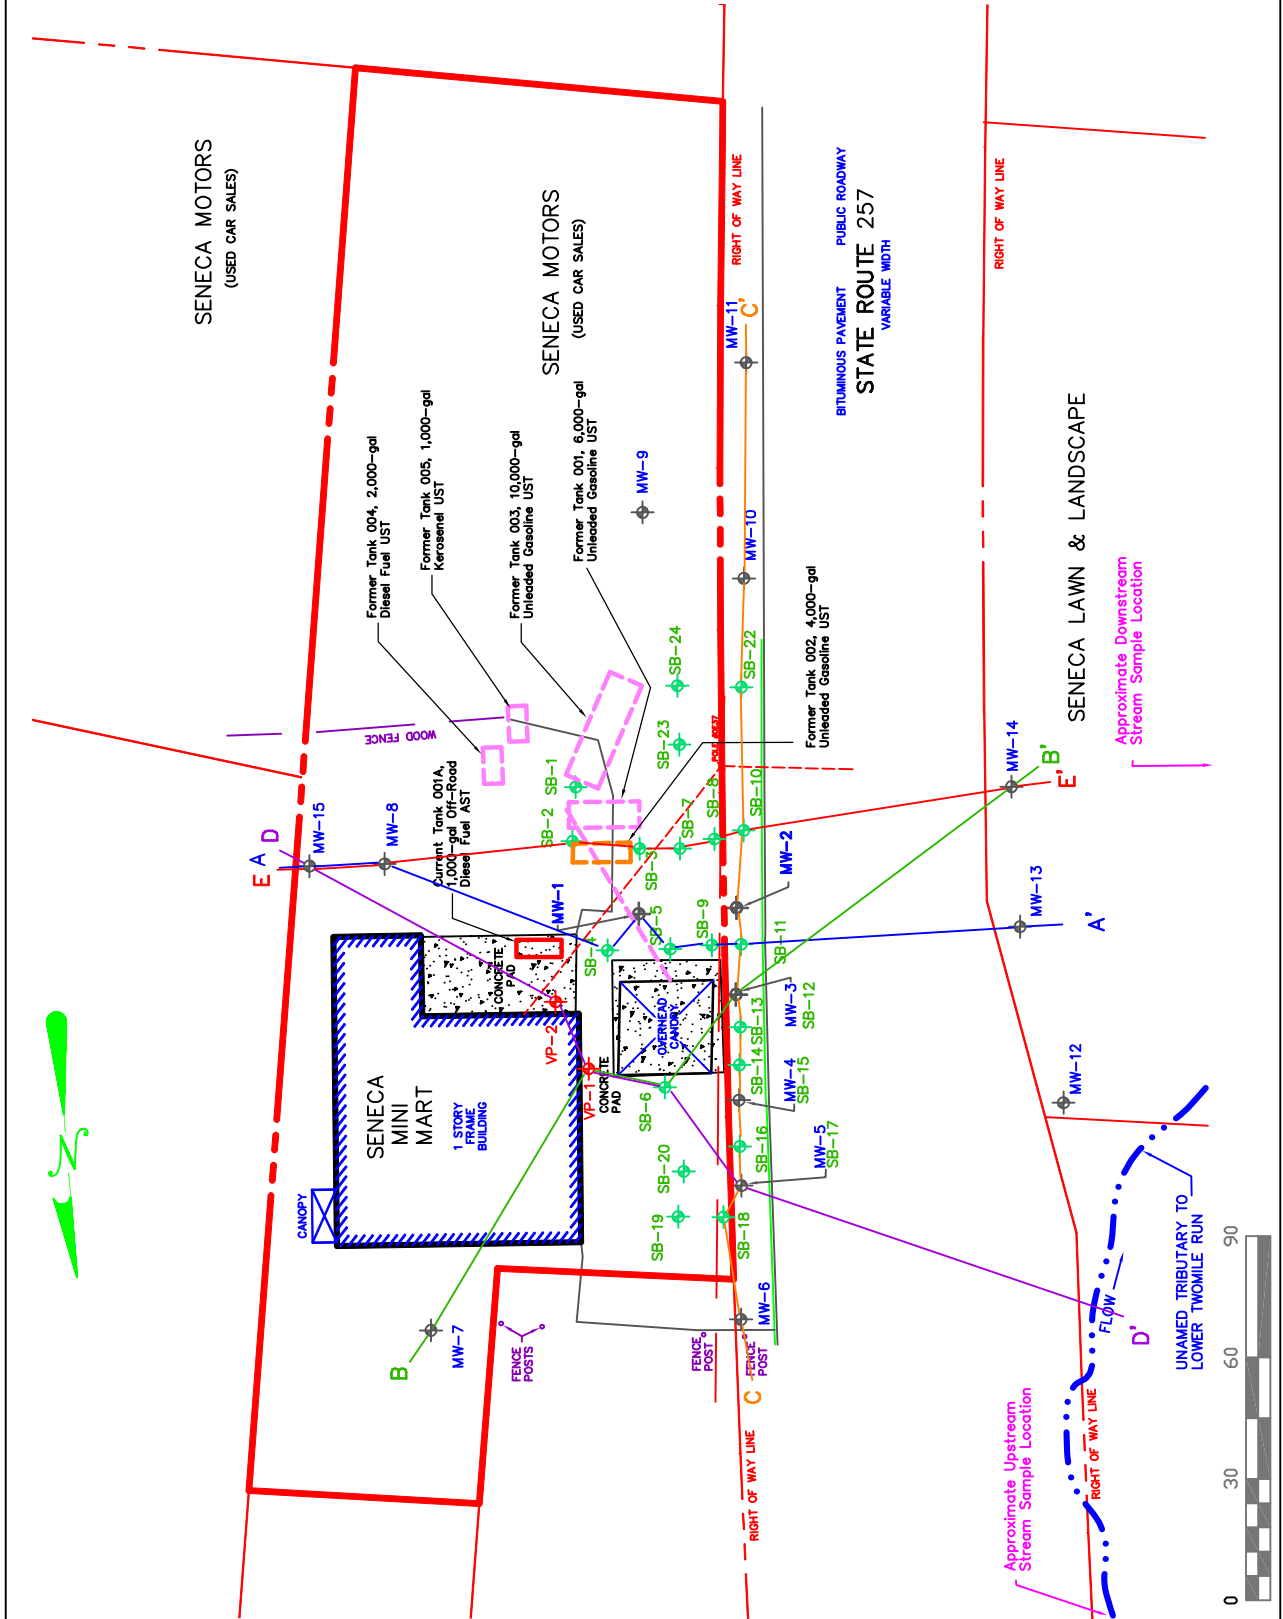 SENECA MOTORS
(USED CAR SALES)
SENECA MOTORS
(USED CAR SALES)
RIGHT OF WAY LINE
BITUMINOUS PAVEMENT
PUBLIC ROADWAY
STATE ROUTE 257
VARIABLE WIDTH
RIGHT OF WAY LINE
SENECA LAWN & LANDSCAPE
Approximate Downstream
Stream Sample Location
Former Tank 004, 2,000-gal
Diesel Fuel UST
Former Tank 005, 1,000-gal
Kerosenel UST
Former Tank 003, 10,000-gal
Unleaded Gasoline UST
Former Tank 001, 6,000-gal
Unleaded Gasoline UST
Former Tank 002, 4,000-gal
Unleaded Gasoline UST
Current Tank 001A,
1,000-gal Off-Road
Diesel Fuel AST
WOOD FENCE
MW-11
C'
MW-9
MW-10
SB-24
SB-22
SB-23
SB-1
SB-2
SB-3
SB-7
SB-8
SB-10
MW-14
B'
E'
E
A
D
MW-15
MW-8
MW-1
MW-2
SB-4
SB-5
SB-9
SB-11
MW-13
A'
CONCRETE
PAD
OVERHEAD
CANOPY
MW-3
SB-12
SB-13
VP-2
VP-1
CONCRETE
PAD
SB-6
SB-14
MW-4
SB-15
MW-12
SENECA
MINI
MART
1 STORY
FRAME
BUILDING
CANOPY
SB-20
SB-16
MW-5
SB-17
SB-19
SB-18
MW-6
MW-7
B
FENCE
POSTS
FENCE
POST
FENCE
POST
C
D'
FLOW
UNAMED TRIBUTARY TO
LOWER TWOMILE RUN
RIGHT OF WAY LINE
RIGHT OF WAY LINE
Approximate Upstream
Stream Sample Location
N
0
30
60
90